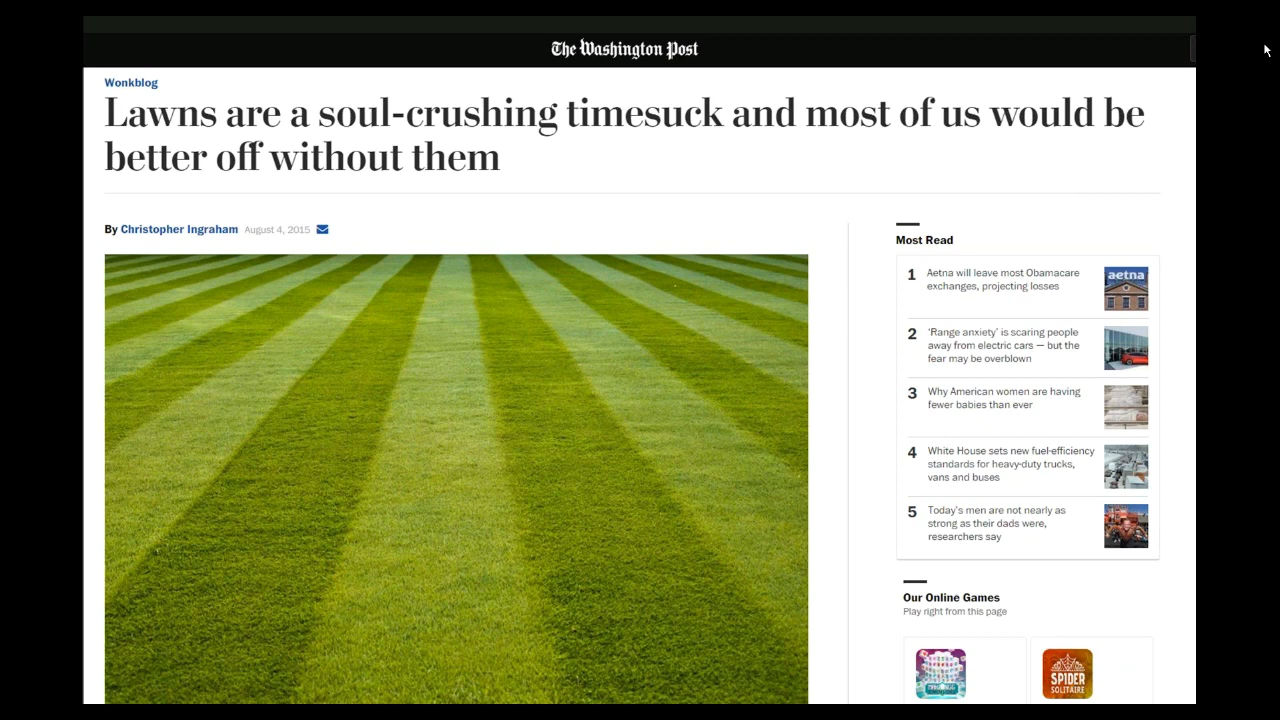 The Washington Post
Wonkblog
Lawns are a soul-crushing timesuck and most of us would be
better off without them
By Christopher Ingraham August 4, 2015
Most Read
1 Aetna will leave most Obamacare
exchanges, projecting losses
aetna
2 ‘Range anxiety’ is scaring people
away from electric cars — but the
fear may be overblown
3 Why American women are having
fewer babies than ever
4 White House sets new fuel-efficiency
standards for heavy-duty trucks,
vans and buses
5 Today's men are not nearly as
strong as their dads were,
researchers say
Our Online Games
Play right from this page
SPIDER
SOLITAIRE